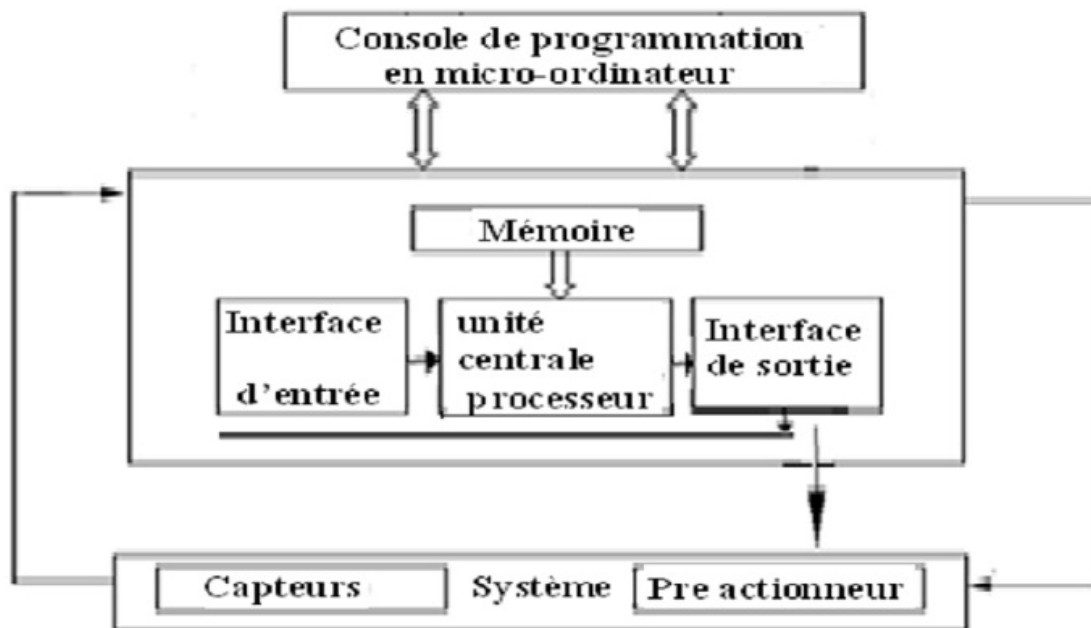 Console de programmation
en micro-ordinateur
Mémoire
Interface
d'entrée
unité
centrale
processeur
Interface
de sortie
Capteurs
Système
Pre actionneur